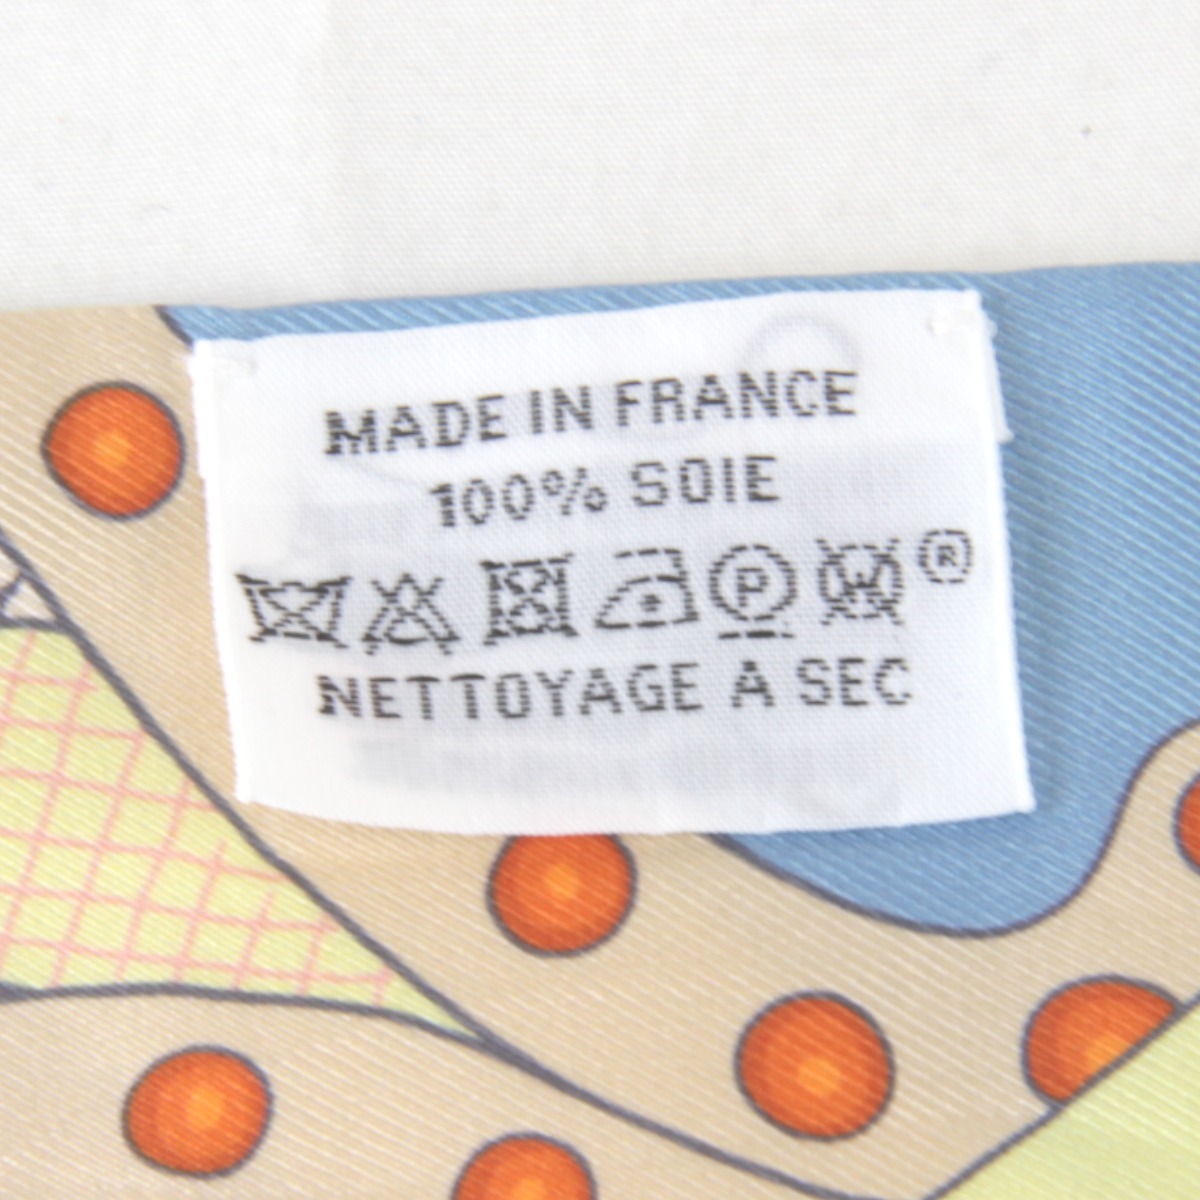 MADE IN FRANCE
100% SOIE
P W ®
NETTOYAGE A SEC